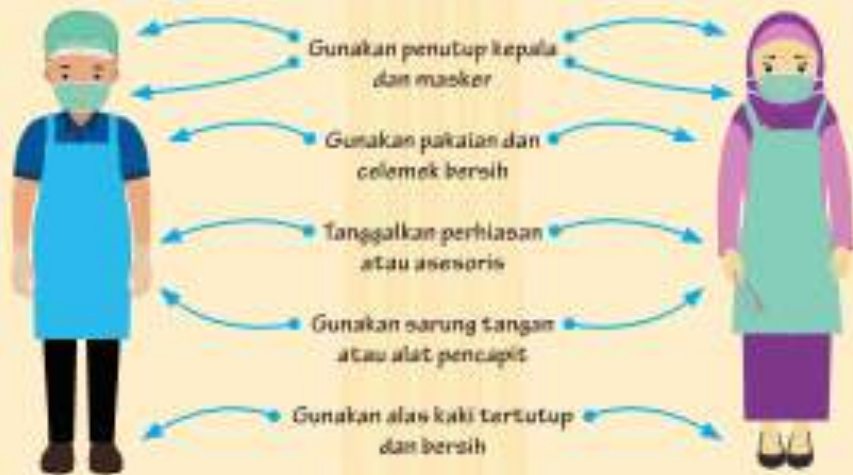 Gunakan penutup kepala
dan masker
Gunakan pakaian dan
celemek bersih
Tanggalkan perhiasan
atau asesoris
Gunakan sarung tangan
atau alat pencapit
Gunakan alas kaki tertutup
dan bersih